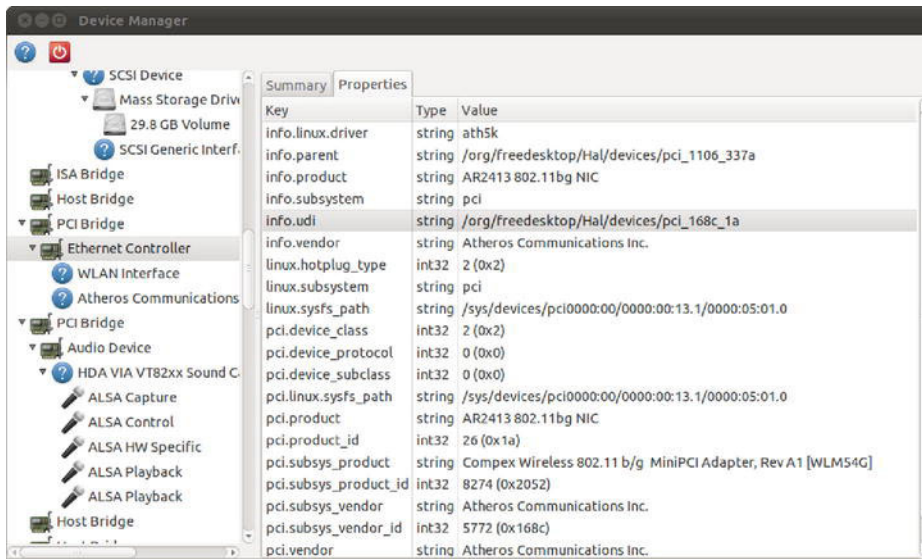 Device Manager
SCSI Device
Mass Storage Driv
29.8 GB Volume
SCSI Generic Interf
ISA Bridge
Host Bridge
PCI Bridge
Ethernet Controller
WLAN Interface
Atheros Communications
PCI Bridge
Audio Device
HDA VIA VT82xx Sound C
ALSA Capture
ALSA Control
ALSA HW Specific
ALSA Playback
ALSA Playback
Host Bridge
Summary Properties
Key Type Value
info.linux.driver string ath5k
info.parent string /org/freedesktop/Hal/devices/pci_1106_337a
info.product string AR2413 802.11bg NIC
info.subsystem string pci
info.udi string /org/freedesktop/Hal/devices/pci_168c_1a
info.vendor string Atheros Communications Inc.
linux.hotplug_type int32 2 (0x2)
linux.subsystem string pci
linux.sysfs_path string /sys/devices/pci0000:00/0000:00:13.1/0000:05:01.0
pci.device_class int32 2 (0x2)
pci.device_protocol int32 0 (0x0)
pci.device_subclass int32 0 (0x0)
pci.linux.sysfs_path string /sys/devices/pci0000:00/0000:00:13.1/0000:05:01.0
pci.product string AR2413 802.11bg NIC
pci.product_id int32 26 (0x1a)
pci.subsys_product string Compex Wireless 802.11 b/g MiniPCI Adapter, Rev A1 [WLM54G]
pci.subsys_product_id int32 8274 (0x2052)
pci.subsys_vendor string Atheros Communications Inc.
pci.subsys_vendor_id int32 5772 (0x168c)
pci.vendor string Atheros Communications Inc.